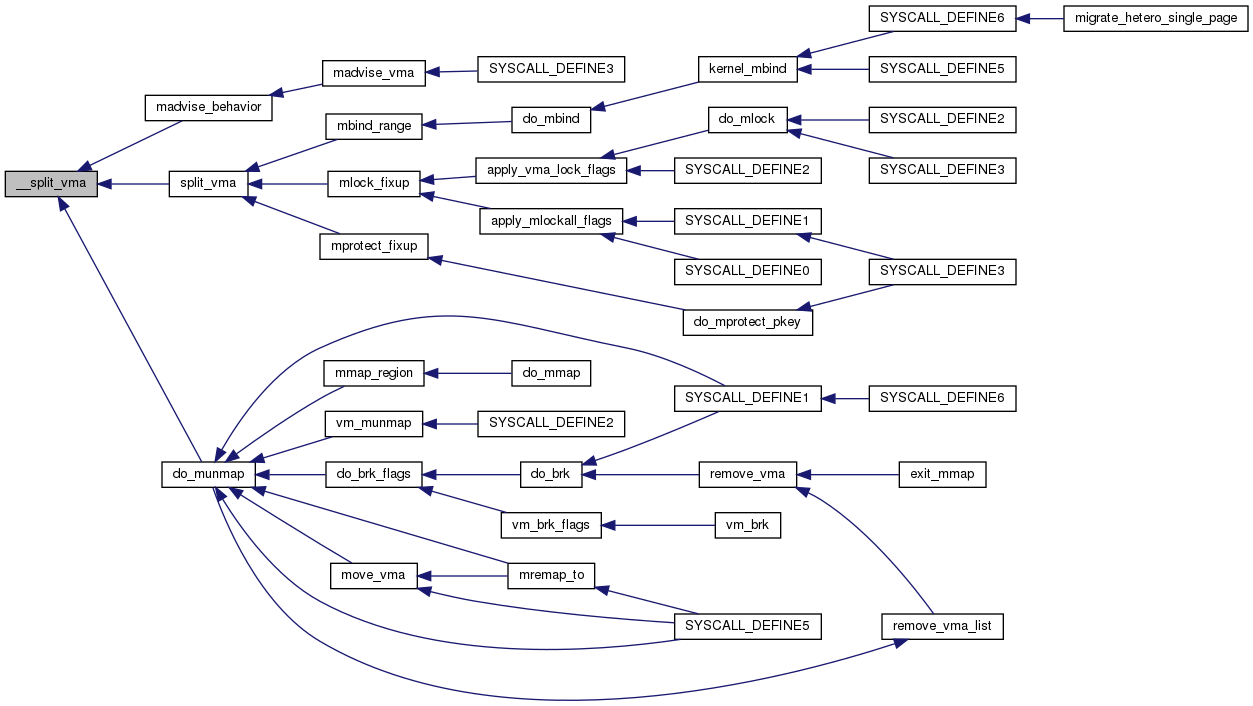 SYSCALL_DEFINE6
migrate_hetero_single_page
madvise_vma
SYSCALL_DEFINE3
kernel_mbind
SYSCALL_DEFINE5
madvise_behavior
mbind_range
do_mbind
do_mlock
SYSCALL_DEFINE2
__split_vma
split_vma
mlock_fixup
apply_vma_lock_flags
SYSCALL_DEFINE2
SYSCALL_DEFINE3
apply_mlockall_flags
SYSCALL_DEFINE1
mprotect_fixup
SYSCALL_DEFINE0
SYSCALL_DEFINE3
do_mprotect_pkey
mmap_region
do_mmap
SYSCALL_DEFINE1
SYSCALL_DEFINE6
vm_munmap
SYSCALL_DEFINE2
do_munmap
do_brk_flags
do_brk
remove_vma
exit_mmap
vm_brk_flags
vm_brk
move_vma
mremap_to
SYSCALL_DEFINE5
remove_vma_list